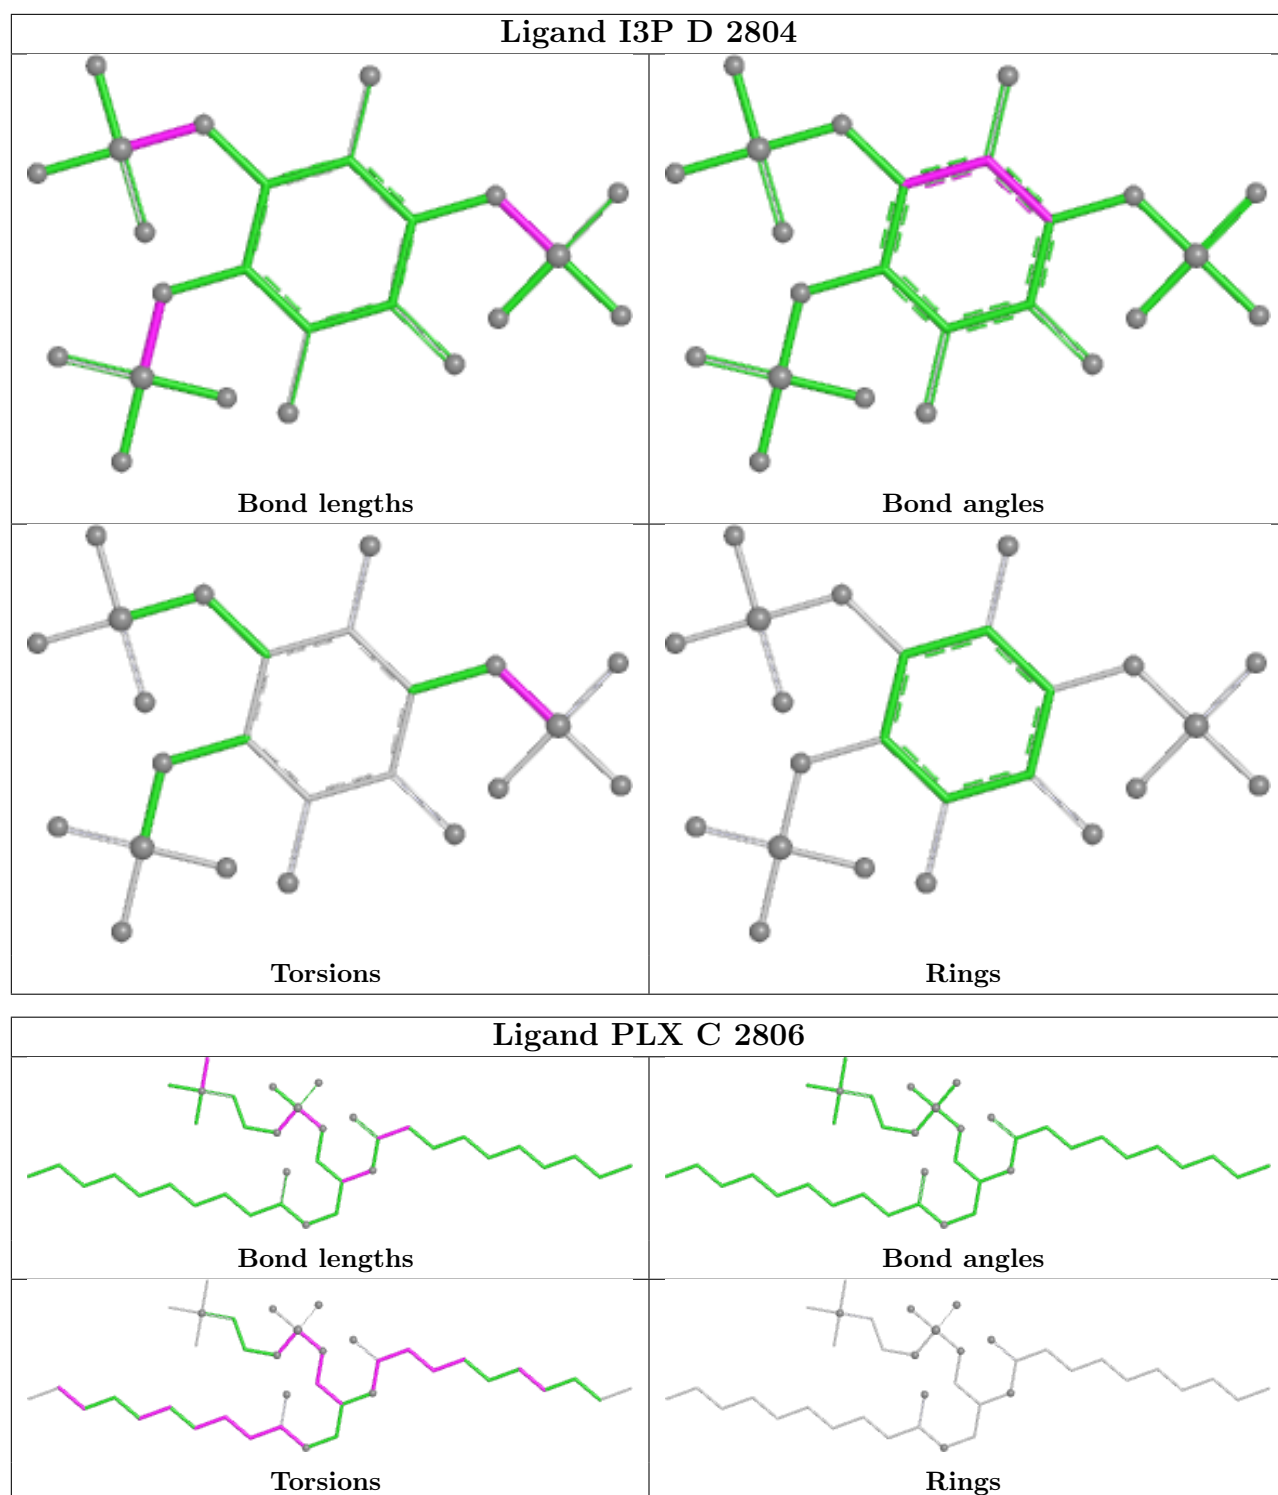 Ligand I3P D 2804
Bond lengths
Bond angles
Torsions
Rings
Ligand PLX C 2806
Bond lengths
Bond angles
Torsions
Rings